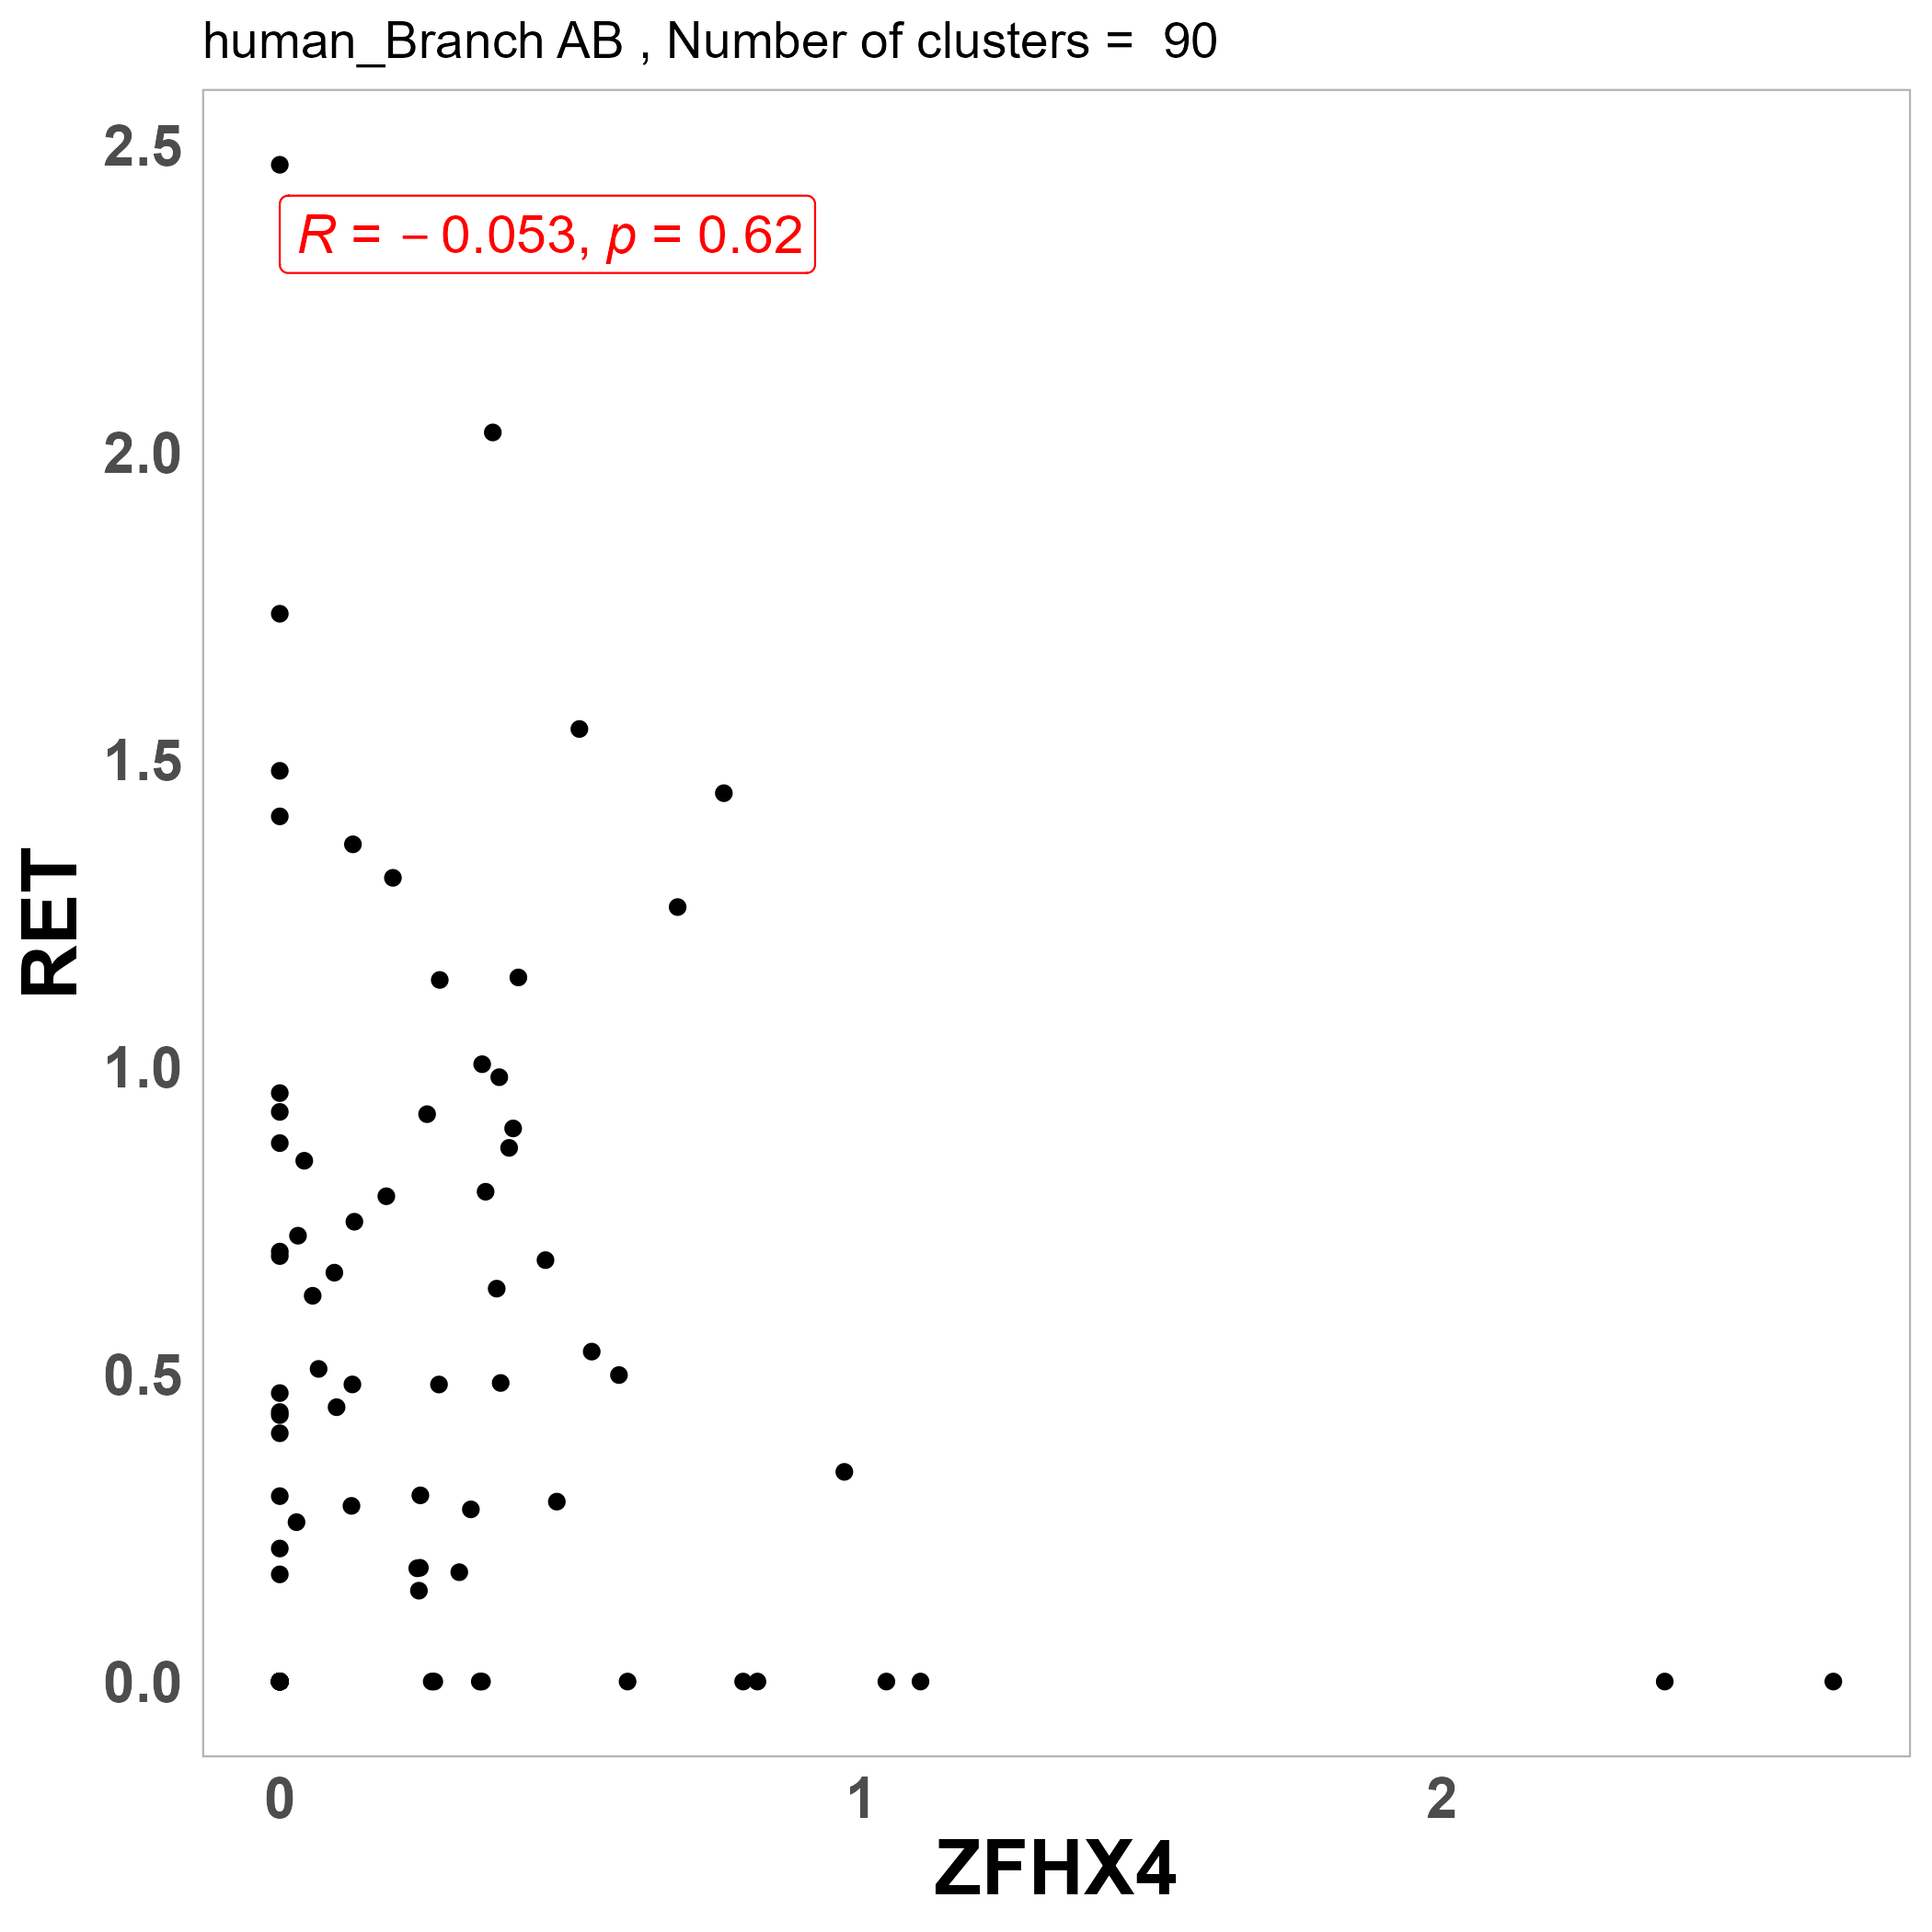 human_Branch AB , Number of clusters =  90
2.5
R = − 0.053, p = 0.62
2.0
1.5
RET
1.0
0.5
0.0
0 1 2
ZFHX4